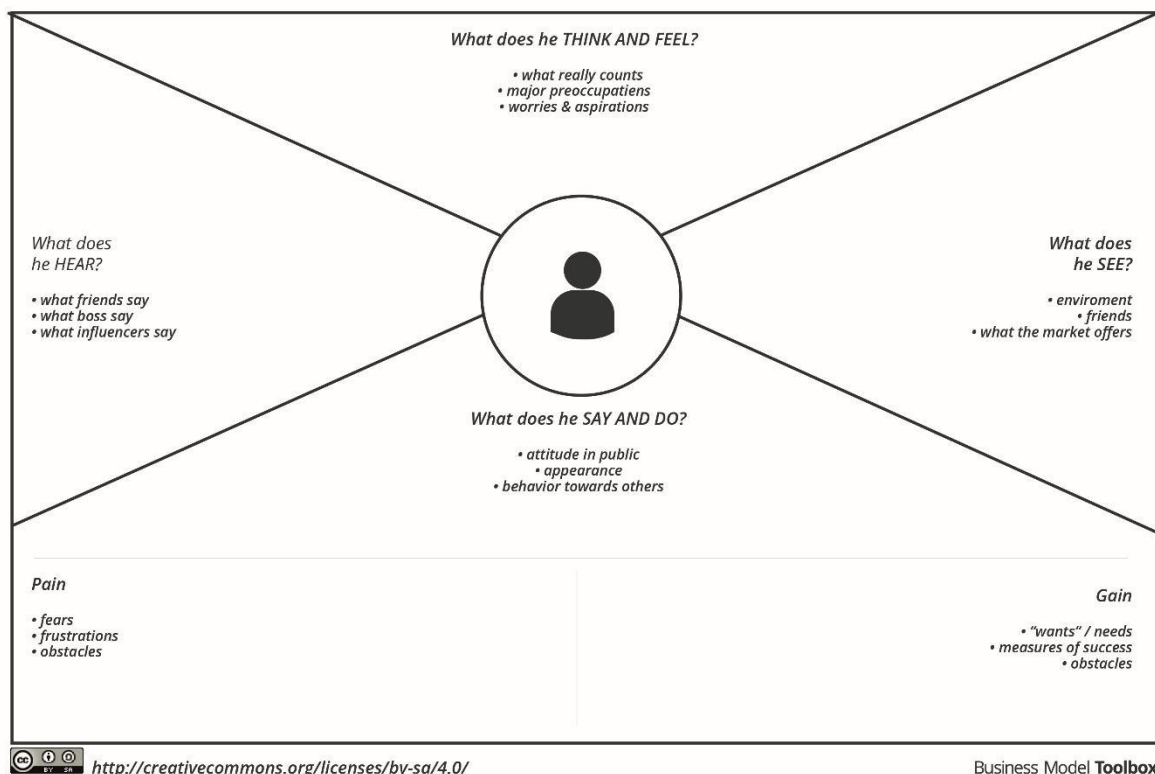 What does he THINK AND FEEL?
• what really counts
• major preoccupatiens
• worries & aspirations
What does
he HEAR?
• what friends say
• what boss say
• what influencers say
What does
he SEE?
• enviroment
• friends
• what the market offers
What does he SAY AND DO?
• attitude in public
• appearance
• behavior towards others
Pain
• fears
• frustrations
• obstacles
Gain
• “wants” / needs
• measures of success
• obstacles
cc BY SA
http://creativecommons.org/licenses/by-sa/4.0/
Business Model Toolbox